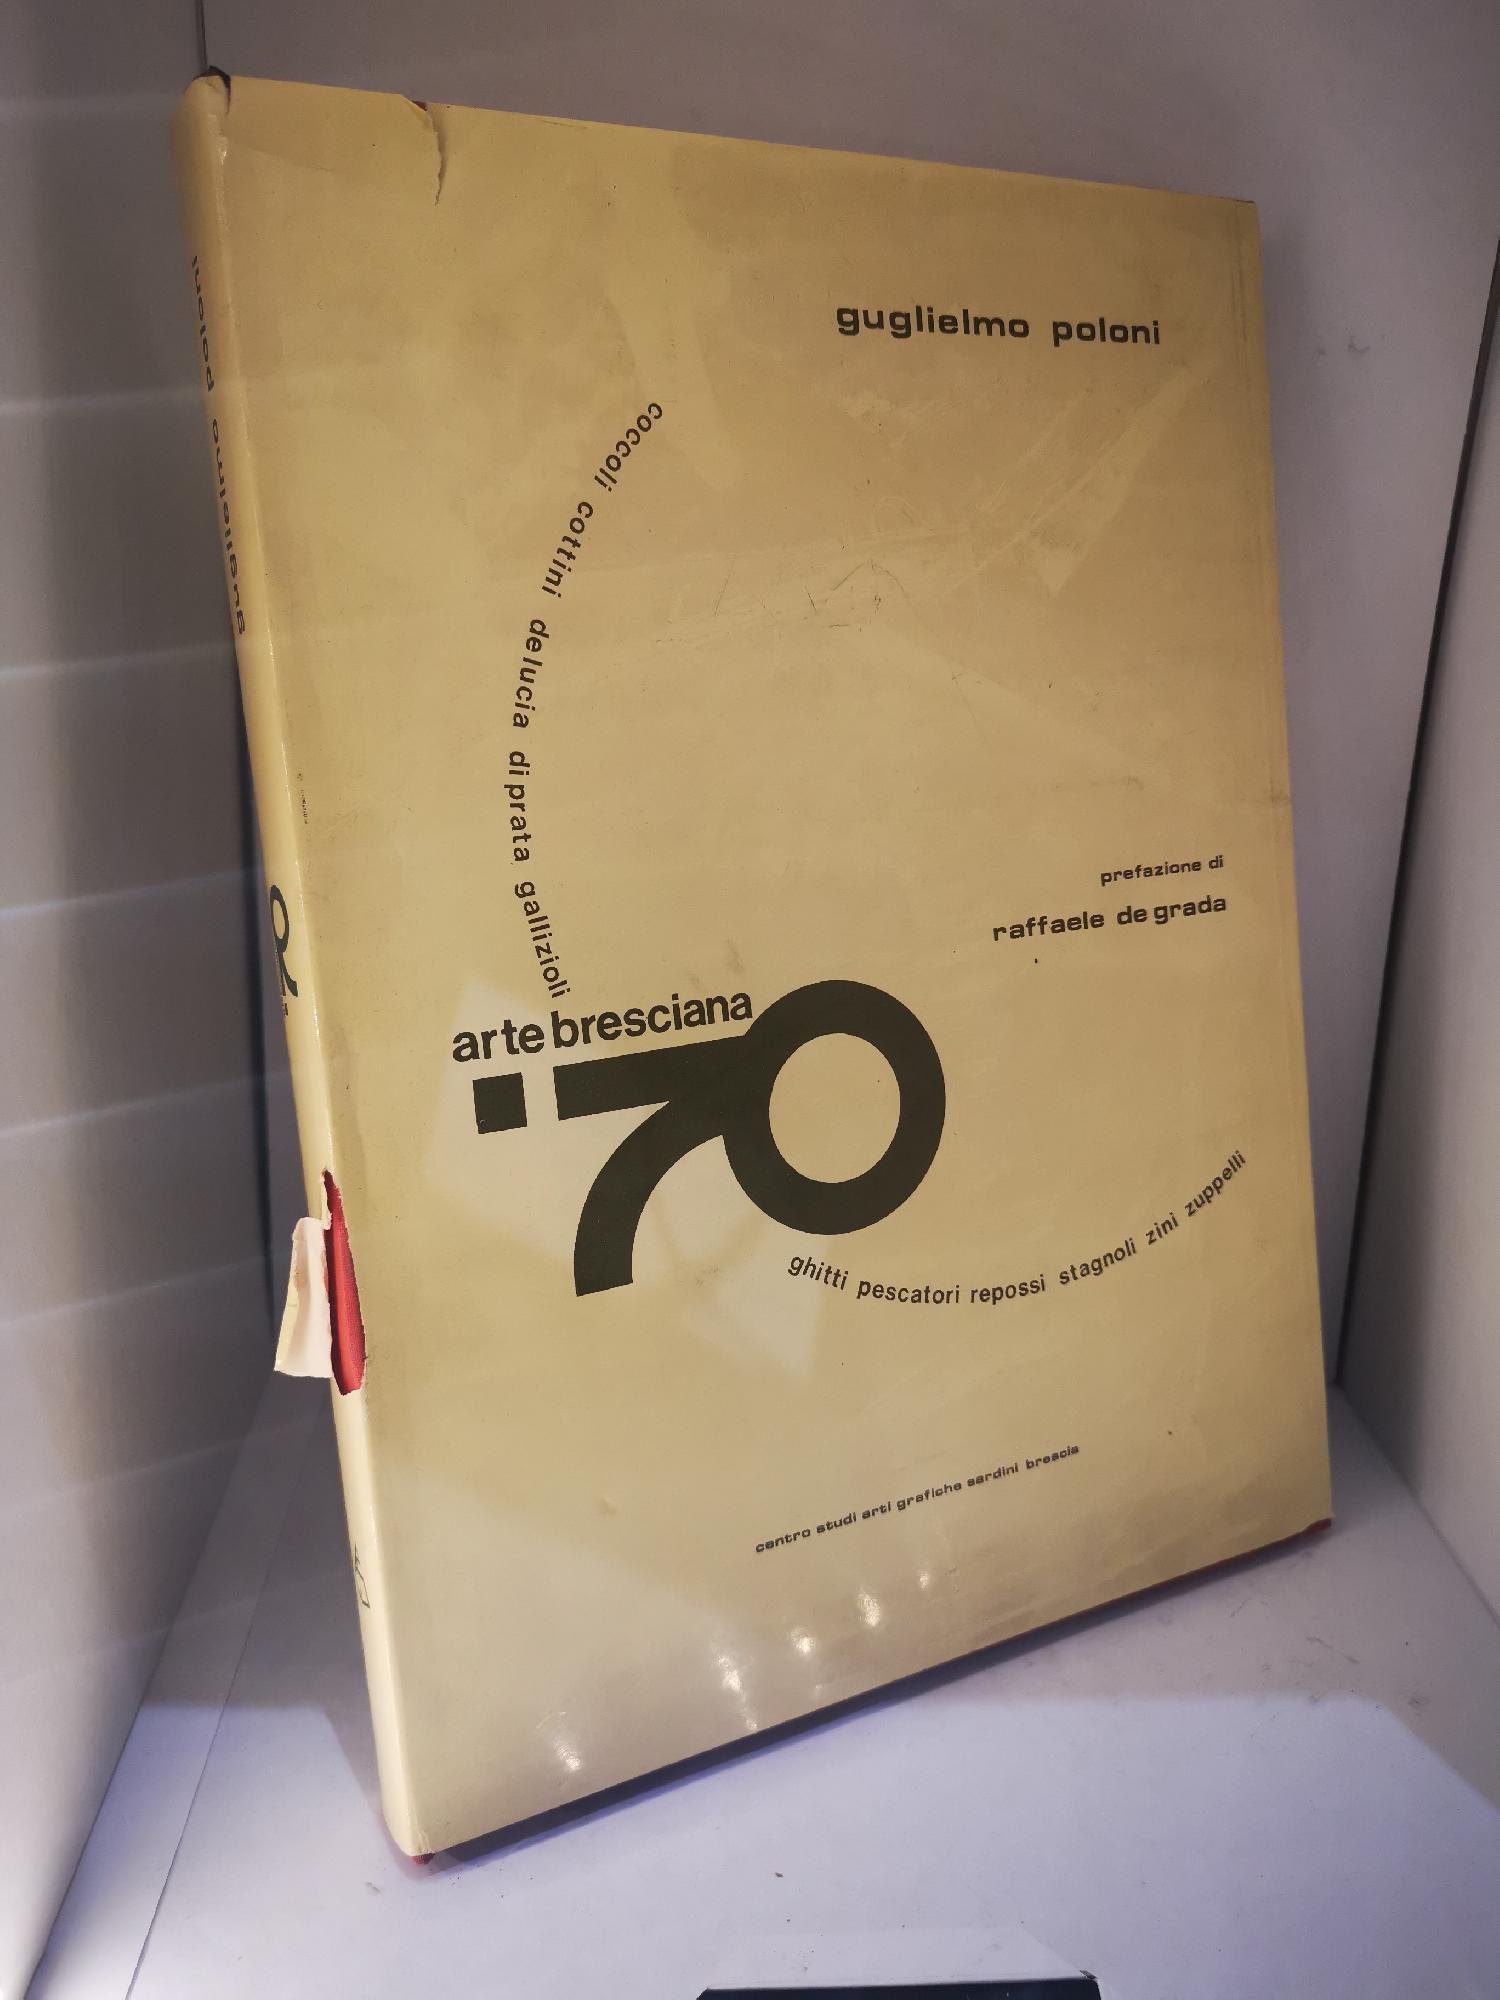 guglielmo poloni
coccoli cottini delucia di prata gallizioli
prefazione di
raffaele de grada
arte bresciana
.70
ghitti pescatori repossi stagnoli zini zuppelli
centro studi arti grafiche sardini brescia
guglielmo poloni